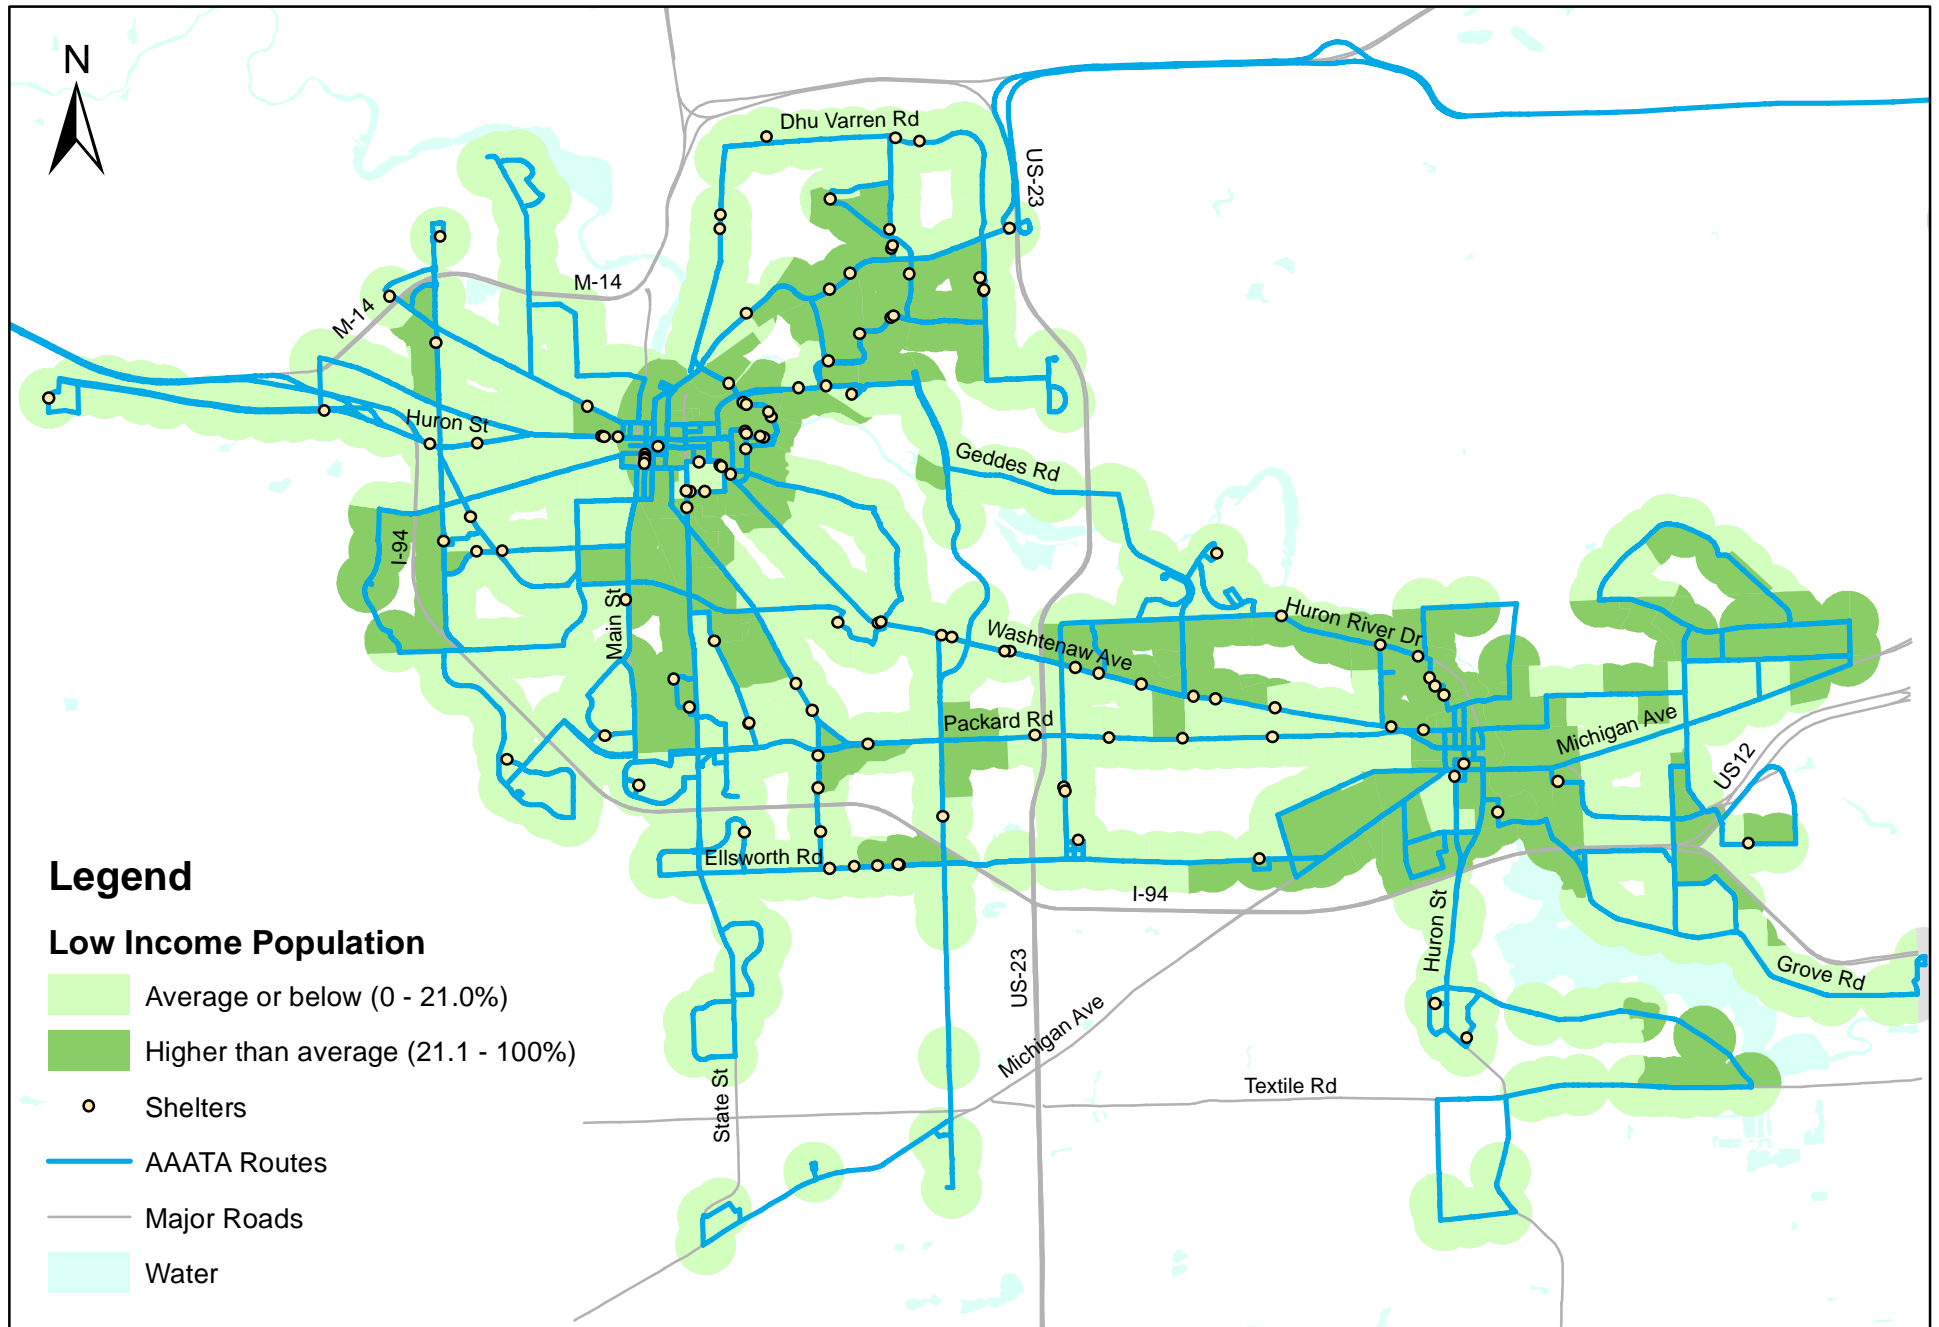 N
Dhu Varren Rd
US-23
M-14
M-14
Huron St
Geddes Rd
I-94
Main St
Huron River Dr
Washtenaw Ave
Packard Rd
Michigan Ave
US12
Ellsworth Rd
I-94
Huron St
Grove Rd
US-23
Michigan Ave
State St
Textile Rd
Legend
Low Income Population
Average or below (0 - 21.0%)
Higher than average (21.1 - 100%)
Shelters
AAATA Routes
Major Roads
Water